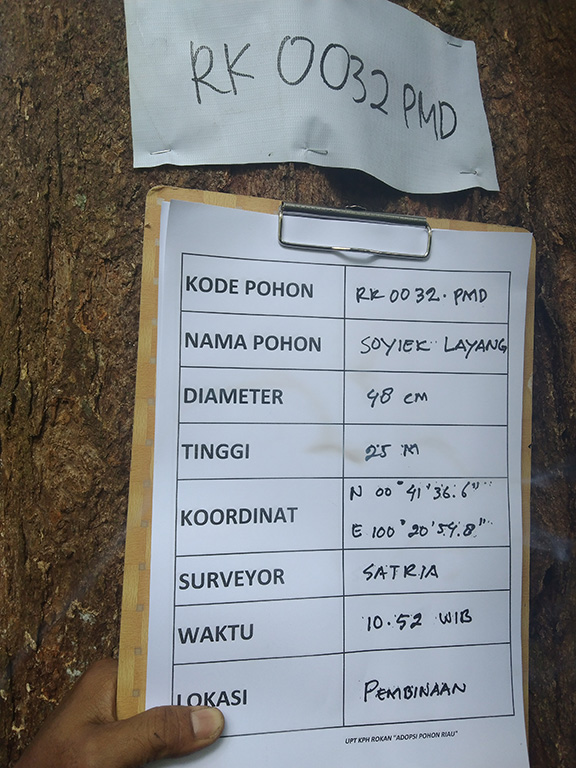 RK 0032 PMD
KODE POHON RK 0032. PMD
NAMA POHON SOYIEK LAYANG
DIAMETER 48 cm
TINGGI 25 M
KOORDINAT N 00° 41' 36.6"
E 100° 20' 54.8"
SURVEYOR SATRIA
WAKTU 10.52 WIB
LOKASI PEMBINAAN
UPT KPH ROKAN "ADOPSI POHON RIAU"